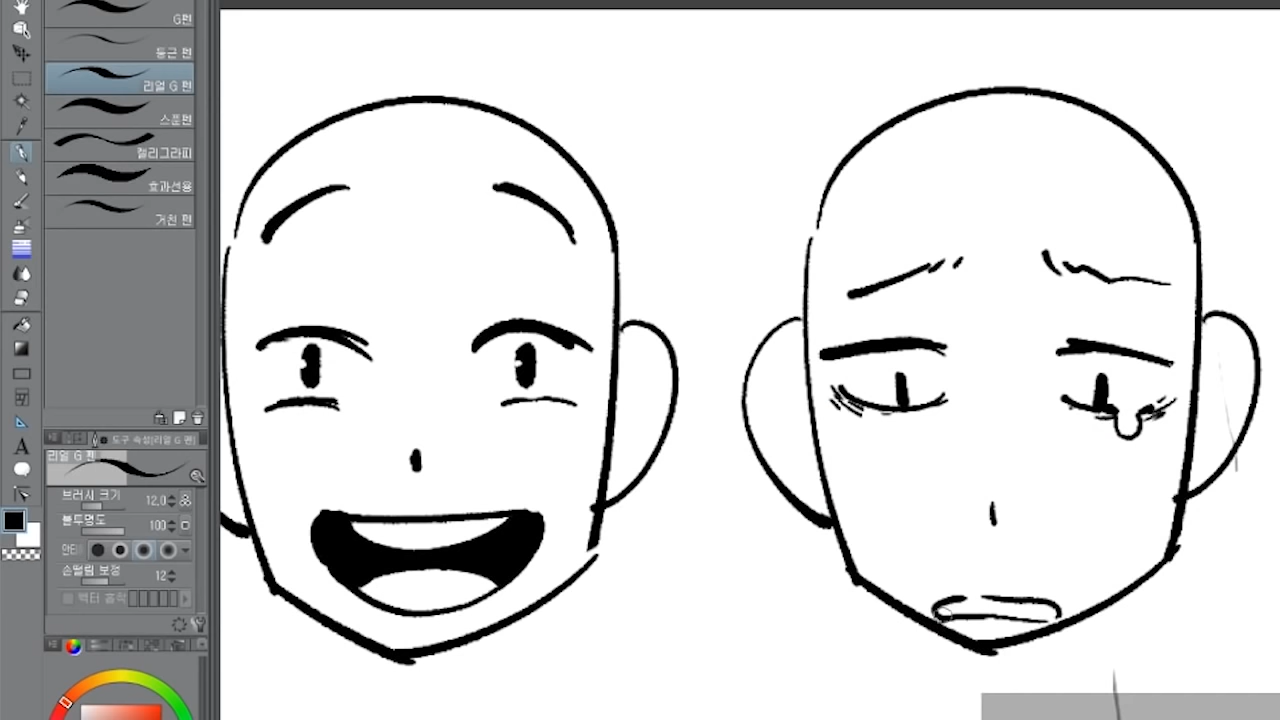 G펜
둥근 펜
리얼 G 펜
스푼펜
캘리그라피
효과선용
거친 펜
도구 속성[리얼 G 펜]
리얼 G 펜
브러시 크기 12.0
불투명도 100
안티
손떨림 보정 12
벡터 흡착
A